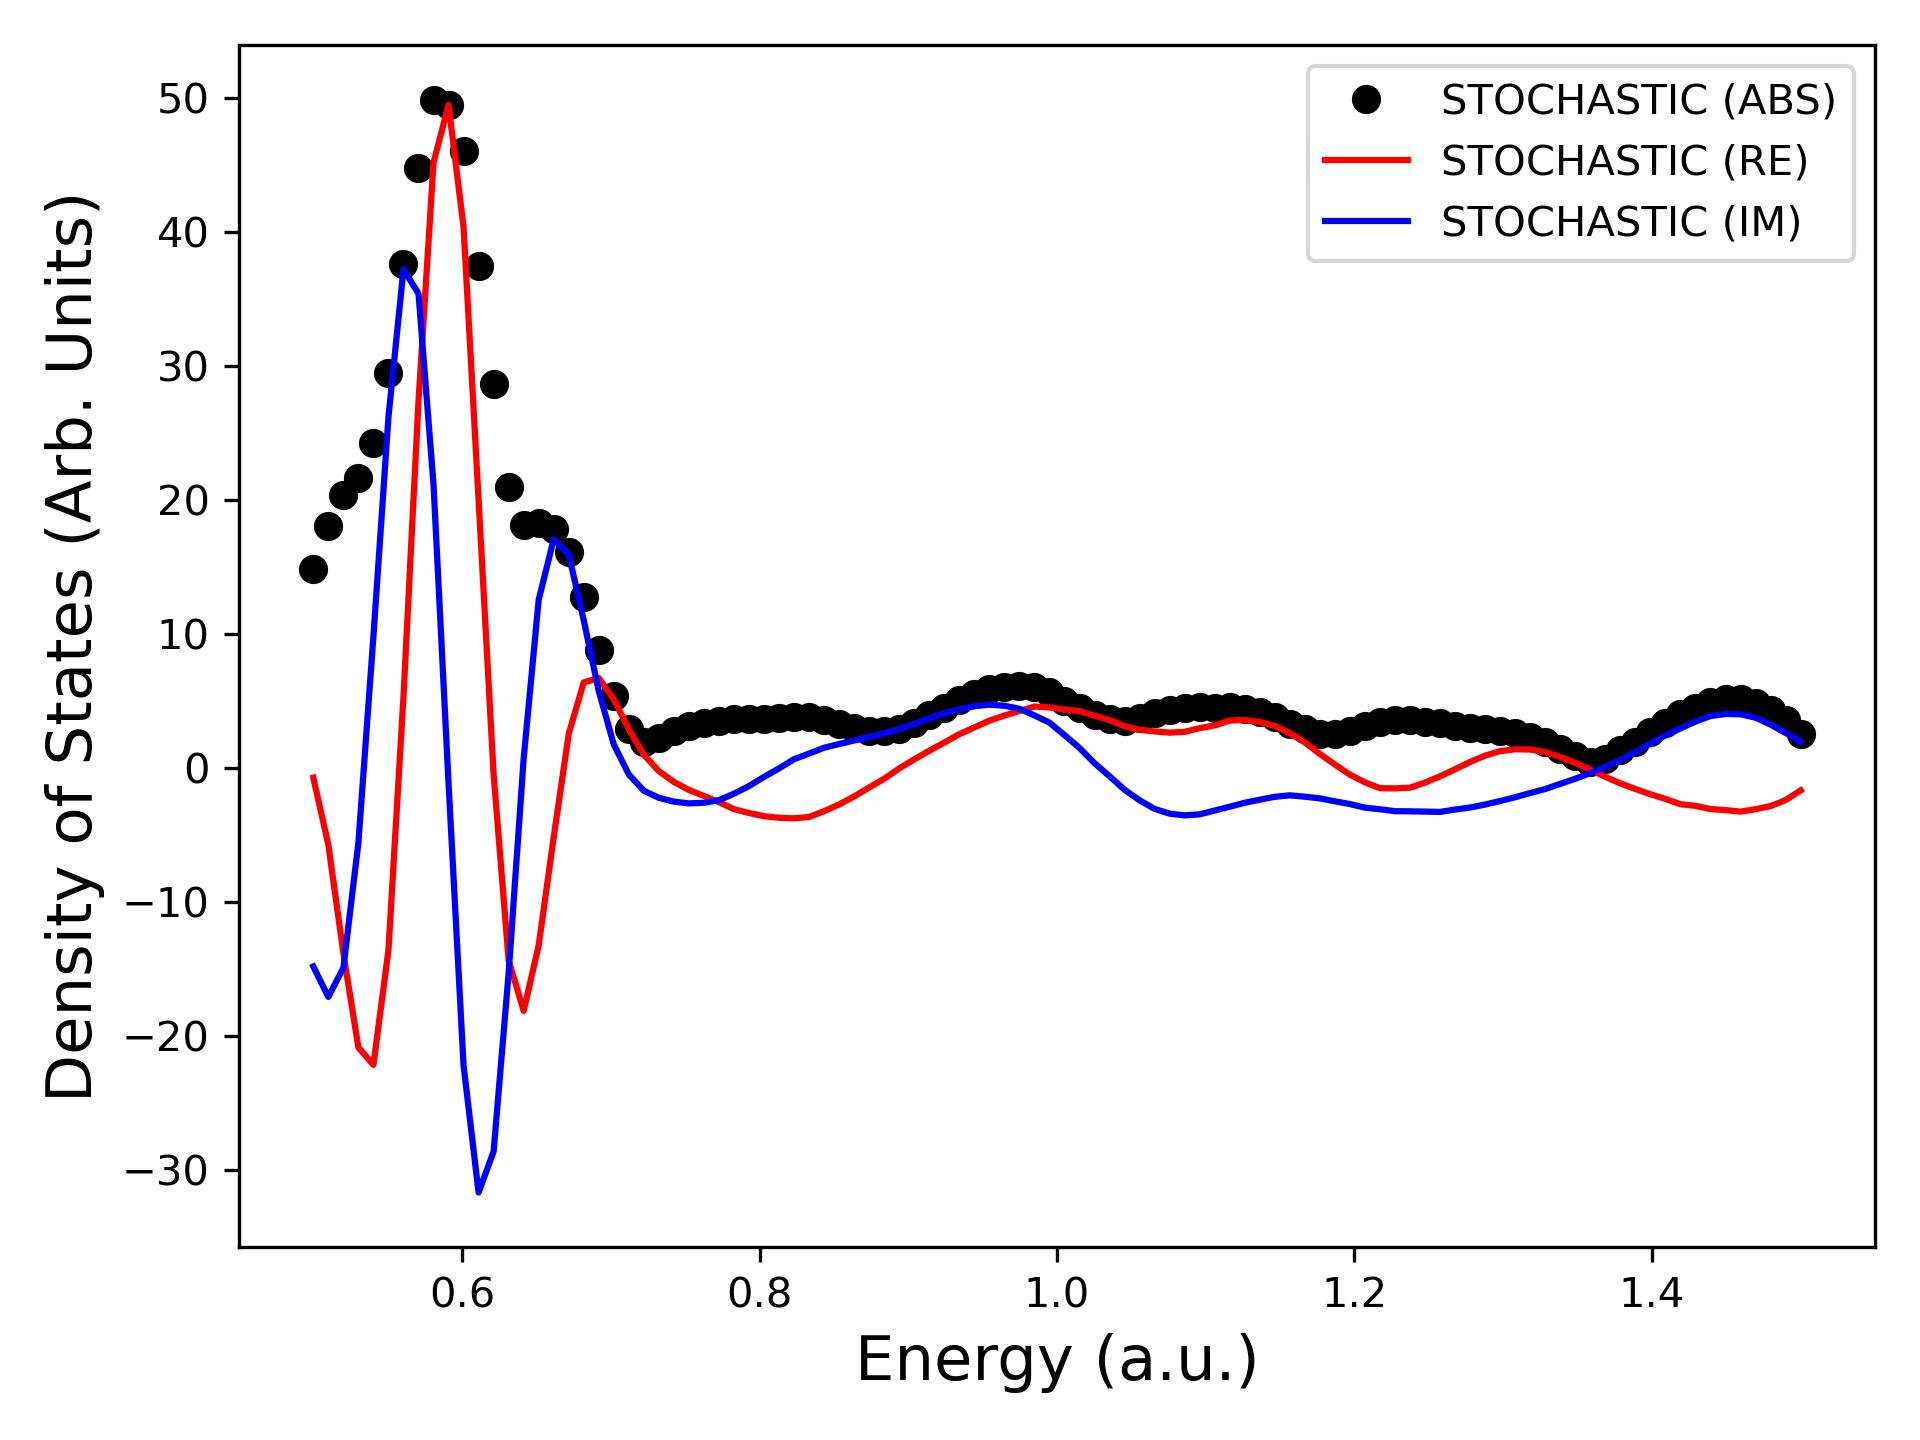 Density of States (Arb. Units)
50
40
30
20
10
0
−10
−20
−30
STOCHASTIC (ABS)
STOCHASTIC (RE)
STOCHASTIC (IM)
0.6 0.8 1.0 1.2 1.4
Energy (a.u.)